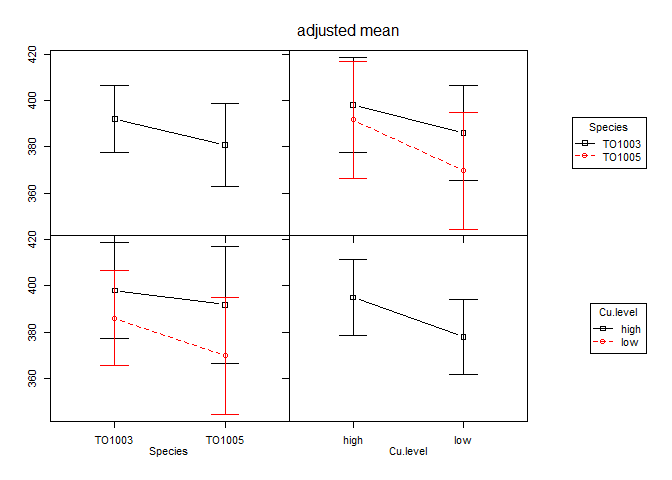 adjusted mean
420
400
380
360
Species
TO1003
TO1005
420
400
380
360
Cu.level
high
low
TO1003 TO1005 high low
Species Cu.level